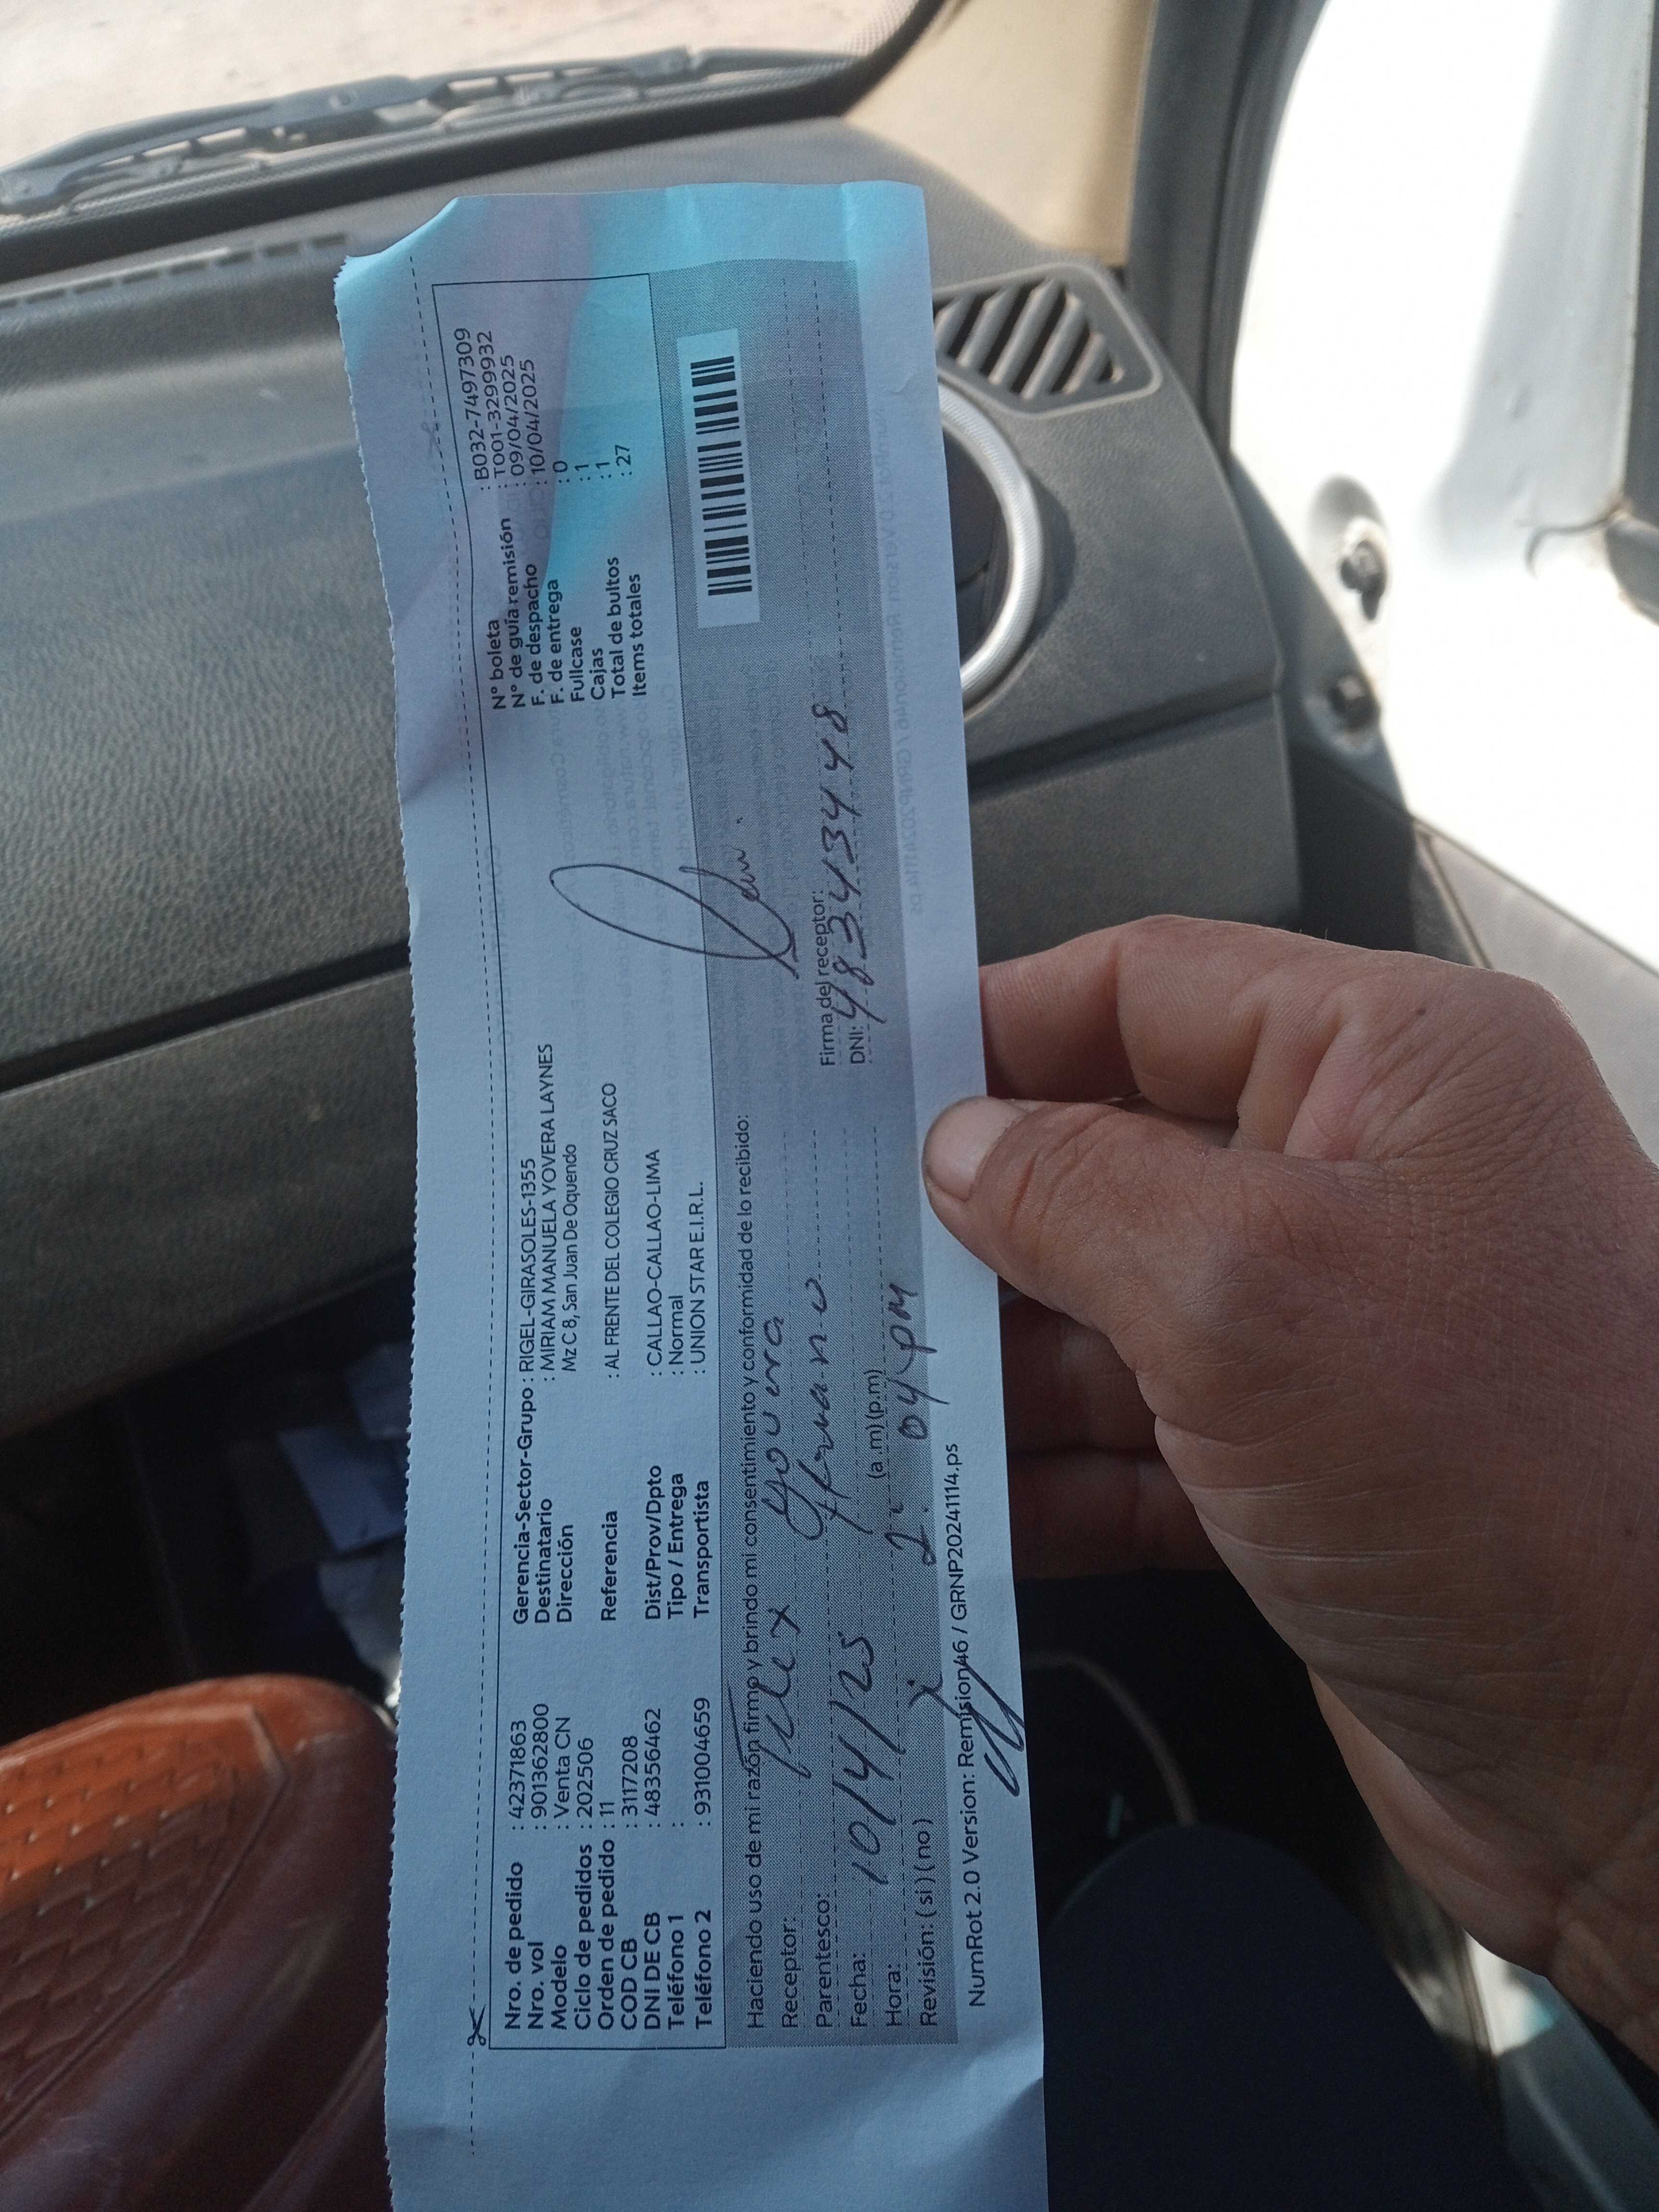 Nro. de pedido : 42371863
Nro. vol : 901362800
Modelo : Venta CN
Ciclo de pedidos : 202506
Orden de pedido : 11
COD CB : 3117208
DNI DE CB : 48356462
Teléfono 1 :
Teléfono 2 : 931004659
Gerencia-Sector-Grupo : RIGEL-GIRASOLES-1355
Destinatario : MIRIAM MANUELA YOVERA LAYNES
Dirección Mz C 8, San Juan De Oquendo
Referencia : AL FRENTE DEL COLEGIO CRUZ SACO
Dist/Prov/Dpto : CALLAO-CALLAO-LIMA
Tipo / Entrega : Normal
Transportista : UNION STAR E.I.R.L.
N° boleta : B032-7497309
N° de guía remisión : T001-3299932
F. de despacho : 09/04/2025
F. de entrega : 10/04/2025
Fullcase : 0
Cajas : 1
Total de bultos : 1
Items totales : 27
Haciendo uso de mi razón firmo y brindo mi consentimiento y conformidad de lo recibido:
Receptor: Alex Yovera
Parentesco: Hermano
Fecha: 10/4/25
Hora: (a.m) (p.m) 2: 04 pm
Revisión: ( si ) ( no )
Firma del receptor:
DNI: 48343448
NumRot 2.0 Version: Remision46 / GRNP20241114.ps